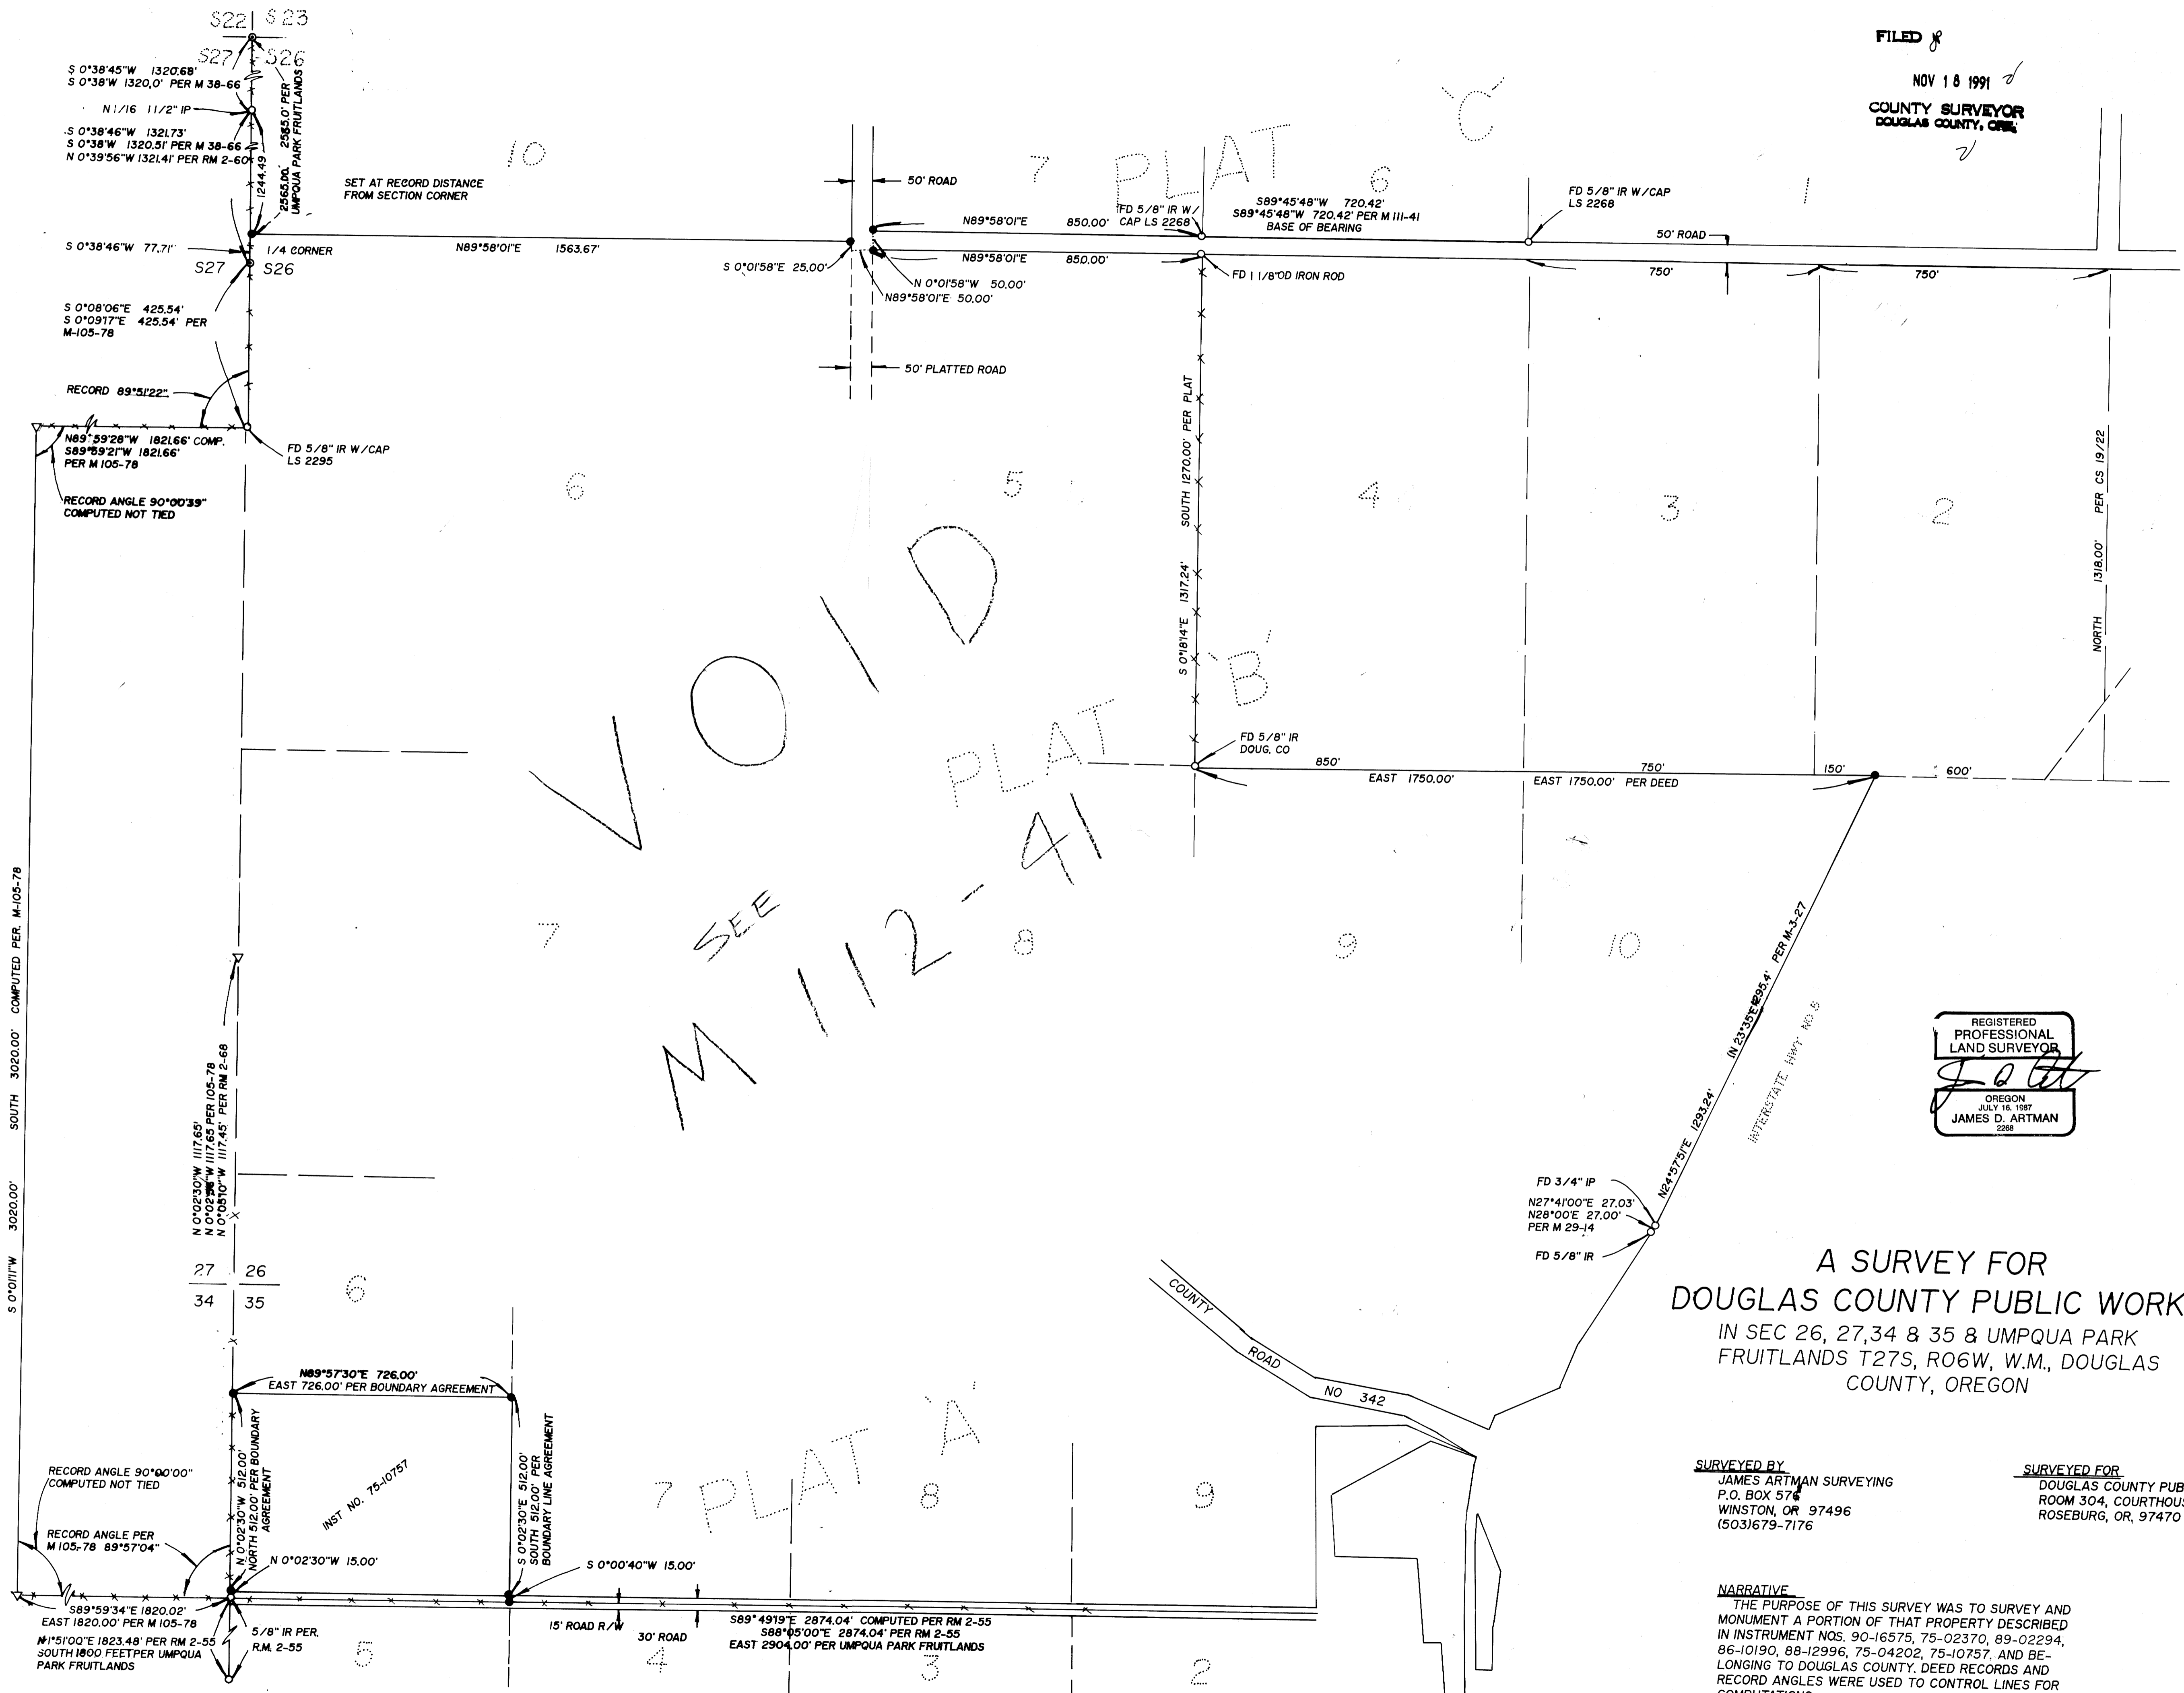 S22 S23
S27 S26
S 0°38'45"W 1320.68'
S 0°38'W 1320.0' PER M 38-66
N 1/16 1 1/2" IP
S 0°38'46"W 1321.73'
S 0°38'W 1320.51' PER M 38-66
N 0°39'56"W 1321.41' PER RM 2-60
1244.49
2565.00' 2565.0' PER
UMPQUA PARK FRUITLANDS
FILED
NOV 18 1991
COUNTY SURVEYOR
DOUGLAS COUNTY, ORE.
10
SET AT RECORD DISTANCE
FROM SECTION CORNER
50' ROAD
7
PLAT 'C'
6
1
FD 5/8" IR W/
CAP LS 2268
S89°45'48"W 720.42'
S89°45'48"W 720.42' PER M 111-41
BASE OF BEARING
FD 5/8" IR W/CAP
LS 2268
50' ROAD
N89°58'01"E 850.00'
N89°58'01"E 850.00'
S 0°38'46"W 77.71'
1/4 CORNER
S27 S26
N89°58'01"E 1563.67'
S 0°01'58"E 25.00'
N 0°01'58"W 50.00'
N89°58'01"E 50.00'
FD 1 1/8"OD IRON ROD
750'
750'
S 0°08'06"E 425.54'
S 0°09'17"E 425.54' PER
M-105-78
50' PLATTED ROAD
RECORD 89°51'22"
N89°59'28"W 1821.66' COMP.
S89°59'21"W 1821.66'
PER M 105-78
FD 5/8" IR W/CAP
LS 2295
RECORD ANGLE 90°00'39"
COMPUTED NOT TIED
6
5
4
3
2
S 0°18'14"E 1317.24' SOUTH 1270.00' PER PLAT
NORTH 1318.00' PER CS 19/22
VOID
SEE
M 112-41
PLAT 'B'
FD 5/8" IR
DOUG. CO
850'
750'
150'
600'
EAST 1750.00'
EAST 1750.00' PER DEED
S 0°01'11"W 3020.00' SOUTH 3020.00' COMPUTED PER. M-105-78
7
8
9
10
N24°57'51"E 1293.24' (N 23°35'E 1295.4' PER M-3-27
INTERSTATE HWY NO 5
REGISTERED
PROFESSIONAL
LAND SURVEYOR
OREGON
JULY 16, 1987
JAMES D. ARTMAN
2268
N 0°02'30"W 1117.65'
N 0°02'56"W 1117.65 PER 105-78
N 0°05'10"W 1117.45' PER RM 2-68
FD 3/4" IP
N27°41'00"E 27.03'
N28°00'E 27.00'
PER M 29-14
FD 5/8" IR
27 26
34 35
6
COUNTY
ROAD
NO 342
A SURVEY FOR
DOUGLAS COUNTY PUBLIC WORK
IN SEC 26, 27,34 & 35 & UMPQUA PARK
FRUITLANDS T27S, R06W, W.M., DOUGLAS
COUNTY, OREGON
N89°57'30"E 726.00'
EAST 726.00' PER BOUNDARY AGREEMENT
N 0°02'30"W 512.00'
NORTH 512.00' PER BOUNDARY
AGREEMENT
INST NO. 75-10757
S 0°02'30"E 512.00'
SOUTH 512.00' PER
BOUNDARY LINE AGREEMENT
RECORD ANGLE 90°00'00"
COMPUTED NOT TIED
RECORD ANGLE PER
M 105-78 89°57'04"
N 0°02'30"W 15.00'
S 0°00'40"W 15.00'
PLAT 'A'
7
8
9
S89°59'34"E 1820.02'
EAST 1820.00' PER M 105-78
N 1°51'00"E 1823.48' PER RM 2-55
SOUTH 1800 FEET PER UMPQUA
PARK FRUITLANDS
5/8" IR PER.
R.M. 2-55
15' ROAD R/W
30' ROAD
S89°49'19"E 2874.04' COMPUTED PER RM 2-55
S88°05'00"E 2874.04' PER RM 2-55
EAST 2904.00' PER UMPQUA PARK FRUITLANDS
5
4
3
2
SURVEYED BY
JAMES ARTMAN SURVEYING
P.O. BOX 576
WINSTON, OR 97496
(503)679-7176
SURVEYED FOR
DOUGLAS COUNTY PUB
ROOM 304, COURTHOUS
ROSEBURG, OR, 97470
NARRATIVE
THE PURPOSE OF THIS SURVEY WAS TO SURVEY AND
MONUMENT A PORTION OF THAT PROPERTY DESCRIBED
IN INSTRUMENT NOS. 90-16575, 75-02370, 89-02294,
86-10190, 88-12996, 75-04202, 75-10757, AND BE-
LONGING TO DOUGLAS COUNTY. DEED RECORDS AND
RECORD ANGLES WERE USED TO CONTROL LINES FOR